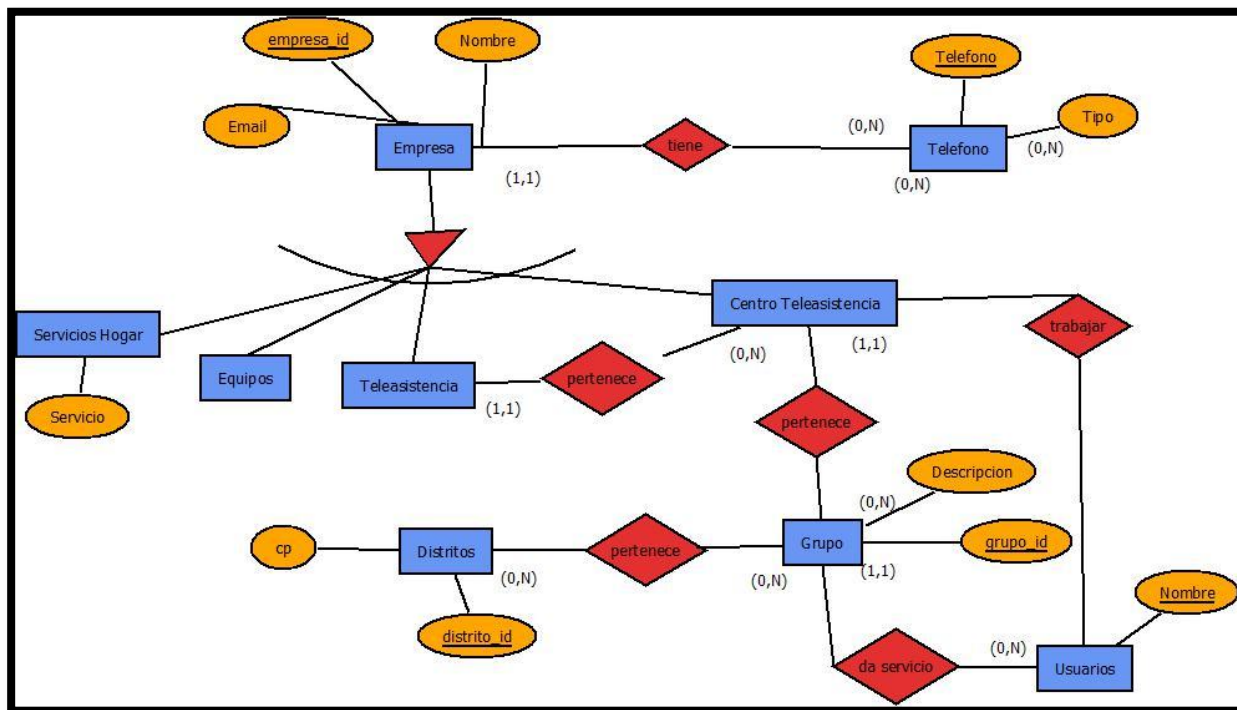 empresa_id
Nombre
Telefono
Email
Tipo
(0,N)
Empresa
tiene
Telefono
(0,N)
(1,1)
(0,N)
Centro Teleasistencia
Servicios Hogar
trabajar
(0,N)
(1,1)
Equipos
Teleasistencia
pertenece
(1,1)
Servicio
pertenece
Descripcion
(0,N)
cp
Distritos
pertenece
Grupo
grupo_id
(0,N)
(0,N)
(1,1)
Nombre
distrito_id
(0,N)
da servicio
Usuarios